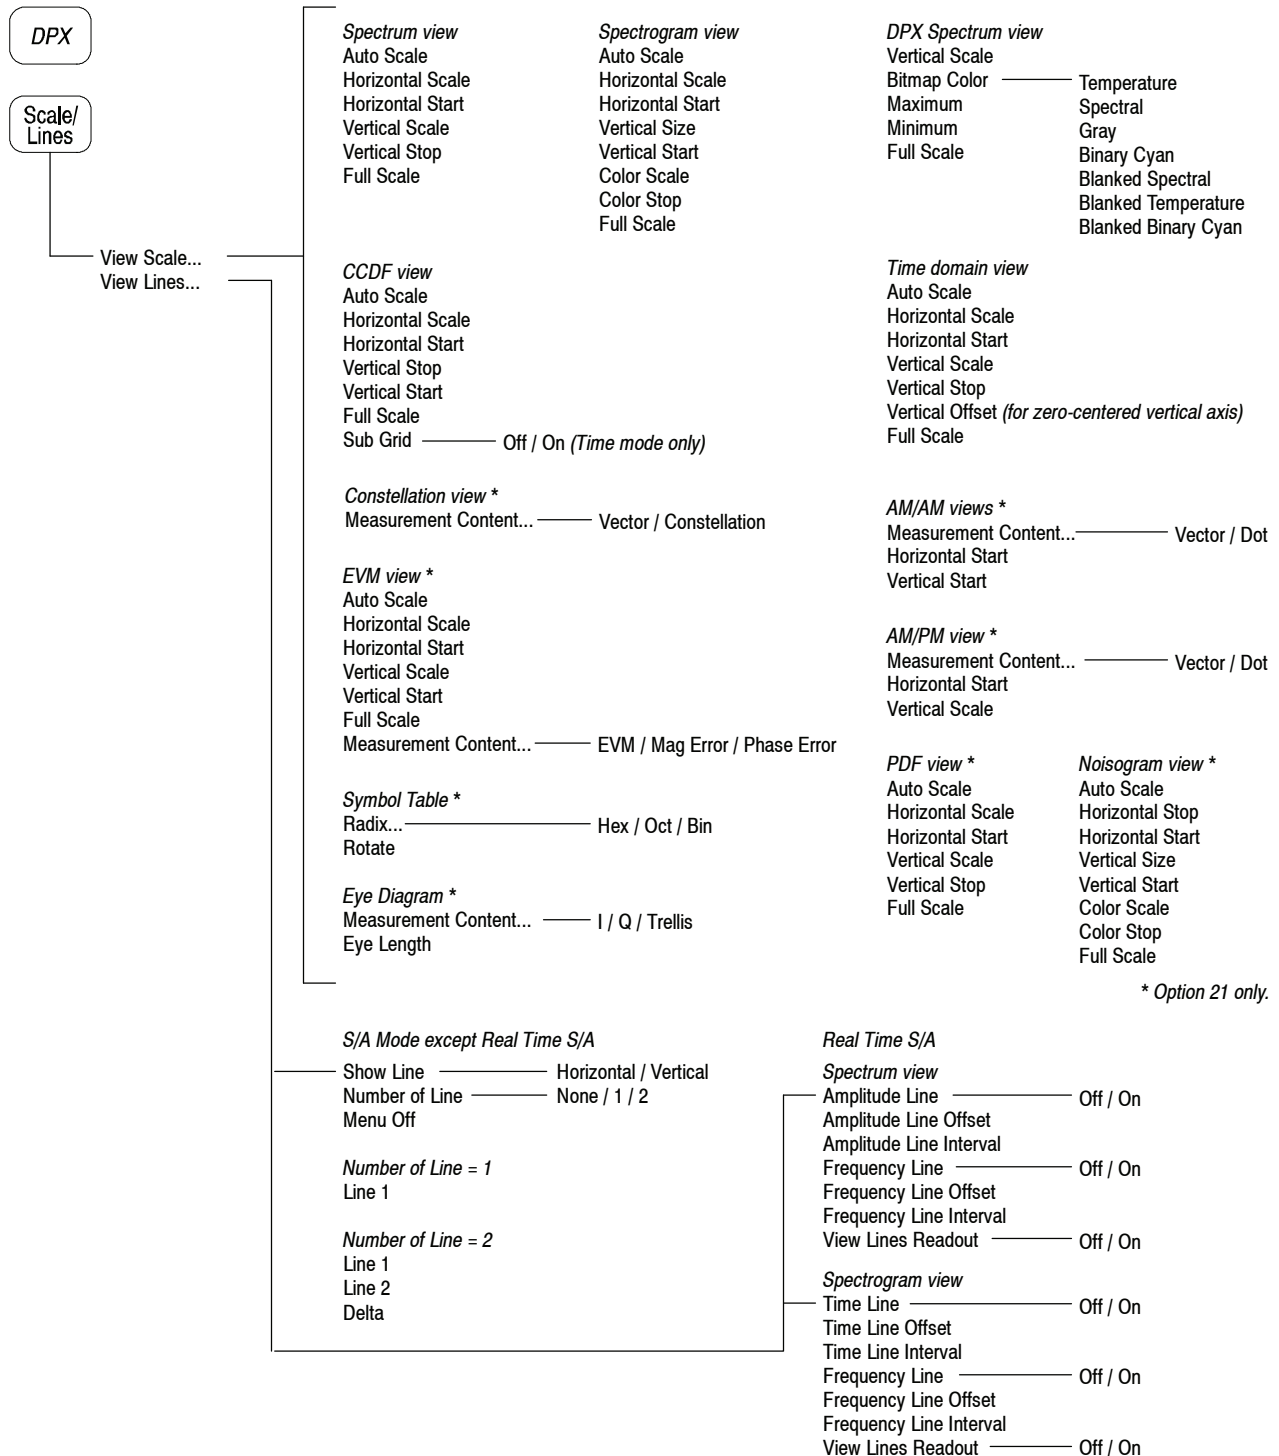 DPX
Scale/
Lines
View Scale...
View Lines...
Spectrum view
Auto Scale
Horizontal Scale
Horizontal Start
Vertical Scale
Vertical Stop
Full Scale
Spectrogram view
Auto Scale
Horizontal Scale
Horizontal Start
Vertical Size
Vertical Start
Color Scale
Color Stop
Full Scale
DPX Spectrum view
Vertical Scale
Bitmap Color
Maximum
Minimum
Full Scale
Temperature
Spectral
Gray
Binary Cyan
Blanked Spectral
Blanked Temperature
Blanked Binary Cyan
CCDF view
Auto Scale
Horizontal Scale
Horizontal Start
Vertical Stop
Vertical Start
Full Scale
Sub Grid Off / On (Time mode only)
Time domain view
Auto Scale
Horizontal Scale
Horizontal Start
Vertical Scale
Vertical Stop
Vertical Offset (for zero-centered vertical axis)
Full Scale
Constellation view *
Measurement Content... Vector / Constellation
AM/AM views *
Measurement Content... Vector / Dot
Horizontal Start
Vertical Start
EVM view *
Auto Scale
Horizontal Scale
Horizontal Start
Vertical Scale
Vertical Start
Full Scale
Measurement Content... EVM / Mag Error / Phase Error
AM/PM view *
Measurement Content... Vector / Dot
Horizontal Start
Vertical Scale
Symbol Table *
Radix... Hex / Oct / Bin
Rotate
PDF view *
Auto Scale
Horizontal Scale
Horizontal Start
Vertical Scale
Vertical Stop
Full Scale
Noisogram view *
Auto Scale
Horizontal Stop
Horizontal Start
Vertical Size
Vertical Start
Color Scale
Color Stop
Full Scale
Eye Diagram *
Measurement Content... I / Q / Trellis
Eye Length
* Option 21 only.
S/A Mode except Real Time S/A
Show Line Horizontal / Vertical
Number of Line None / 1 / 2
Menu Off
Number of Line = 1
Line 1
Number of Line = 2
Line 1
Line 2
Delta
Real Time S/A
Spectrum view
Amplitude Line Off / On
Amplitude Line Offset
Amplitude Line Interval
Frequency Line Off / On
Frequency Line Offset
Frequency Line Interval
View Lines Readout Off / On
Spectrogram view
Time Line Off / On
Time Line Offset
Time Line Interval
Frequency Line Off / On
Frequency Line Offset
Frequency Line Interval
View Lines Readout Off / On